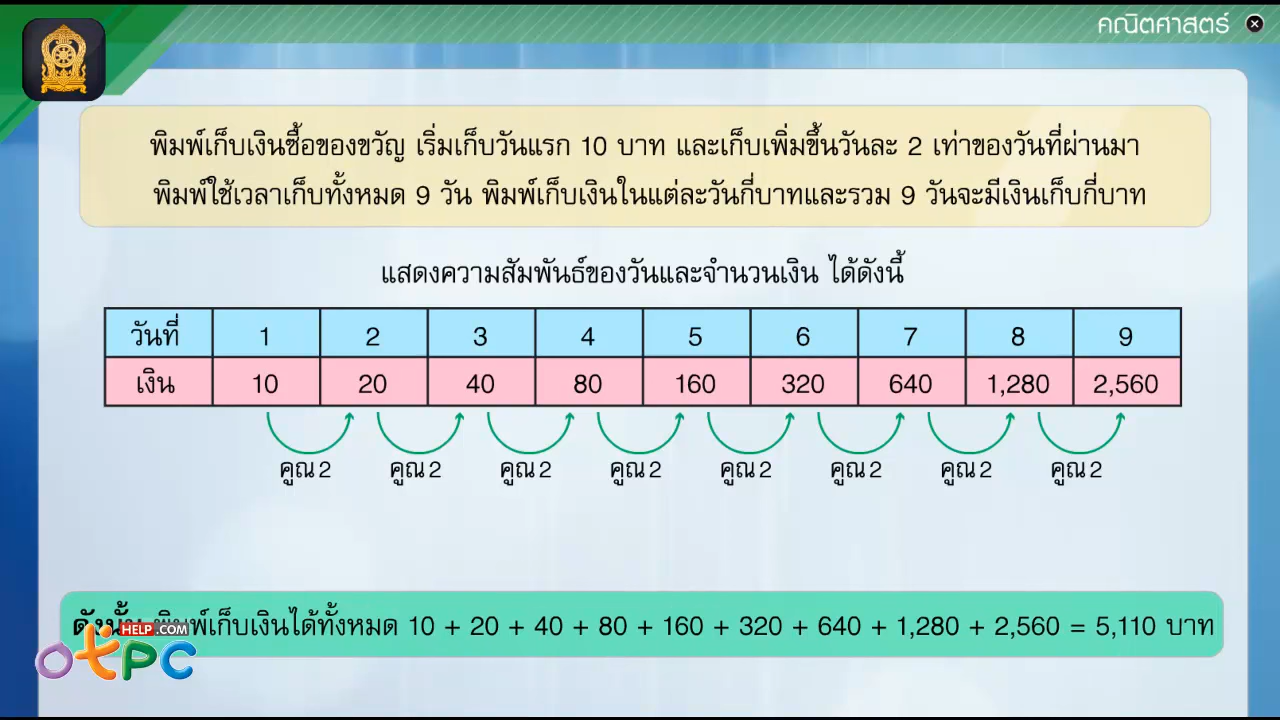 คณิตศาสตร์
พิมพ์เก็บเงินซื้อของขวัญ เริ่มเก็บวันแรก 10 บาท และเก็บเพิ่มขึ้นวันละ 2 เท่าของวันที่ผ่านมา
พิมพ์ใช้เวลาเก็บทั้งหมด 9 วัน พิมพ์เก็บเงินในแต่ละวันกี่บาทและรวม 9 วันจะมีเงินเก็บกี่บาท
แสดงความสัมพันธ์ของวันและจำนวนเงิน ได้ดังนี้
วันที่ 1 2 3 4 5 6 7 8 9
เงิน 10 20 40 80 160 320 640 1,280 2,560
คูณ 2 คูณ 2 คูณ 2 คูณ 2 คูณ 2 คูณ 2 คูณ 2 คูณ 2
ดังนั้น พิมพ์เก็บเงินได้ทั้งหมด 10 + 20 + 40 + 80 + 160 + 320 + 640 + 1,280 + 2,560 = 5,110 บาท
HELP.COM
OTPC